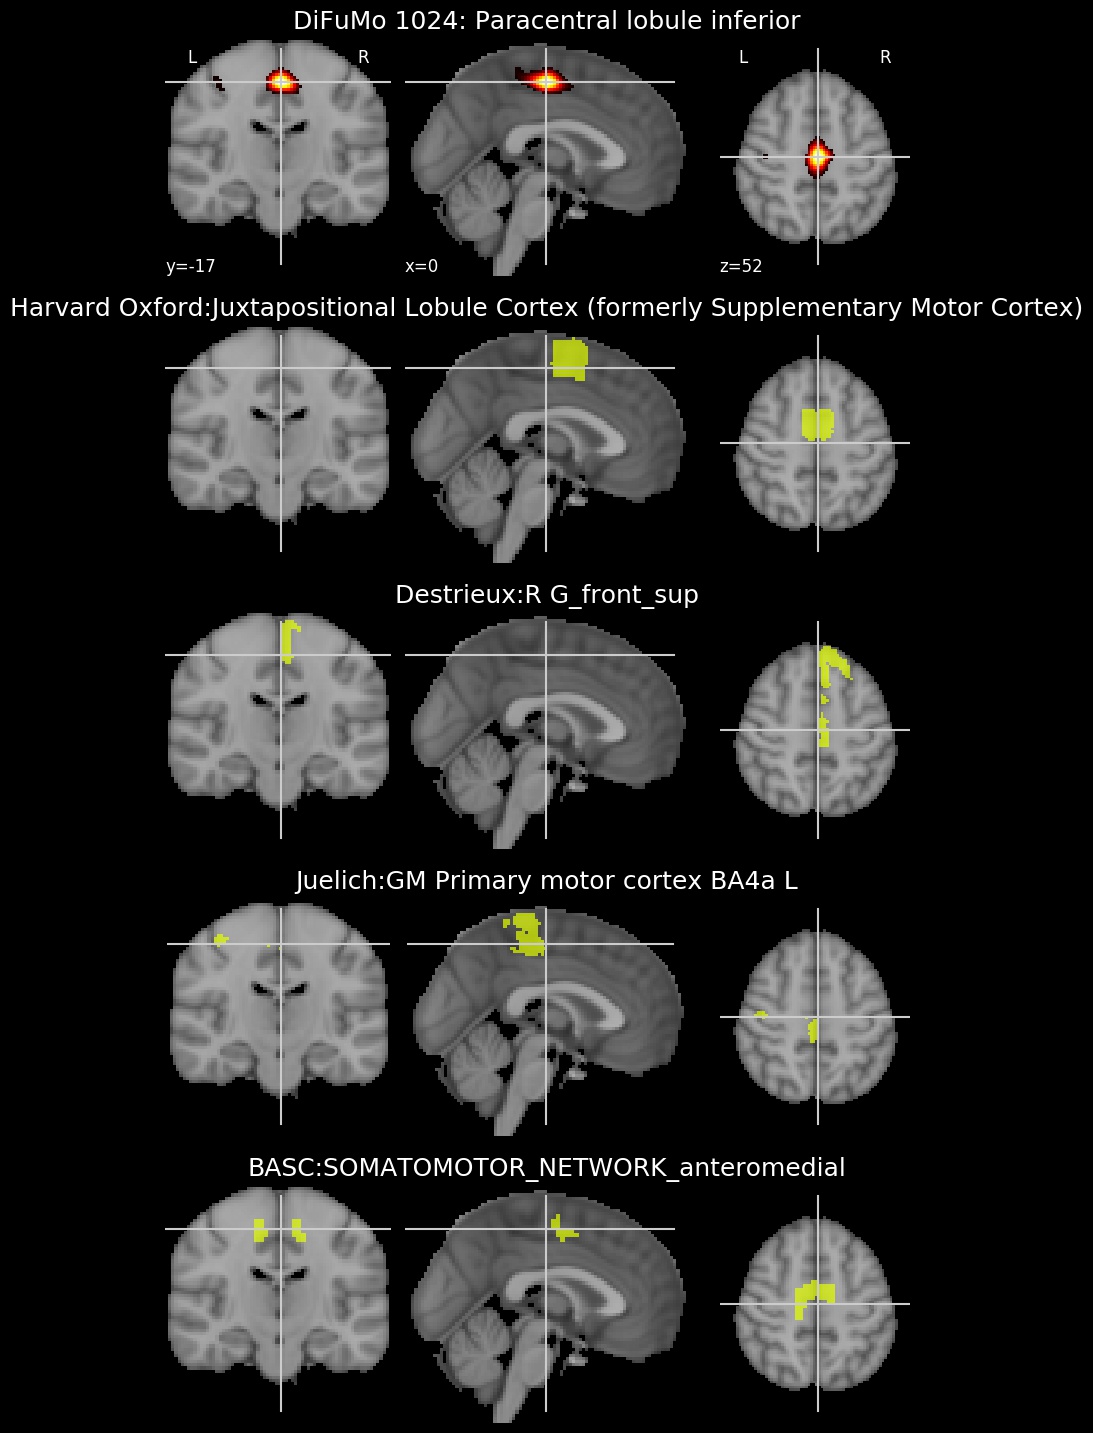 DiFuMo 1024: Paracentral lobule inferior
L R L R
y=-17 x=0 z=52
Harvard Oxford:Juxtapositional Lobule Cortex (formerly Supplementary Motor Cortex)
Destrieux:R G_front_sup
Juelich:GM Primary motor cortex BA4a L
BASC:SOMATOMOTOR_NETWORK_anteromedial